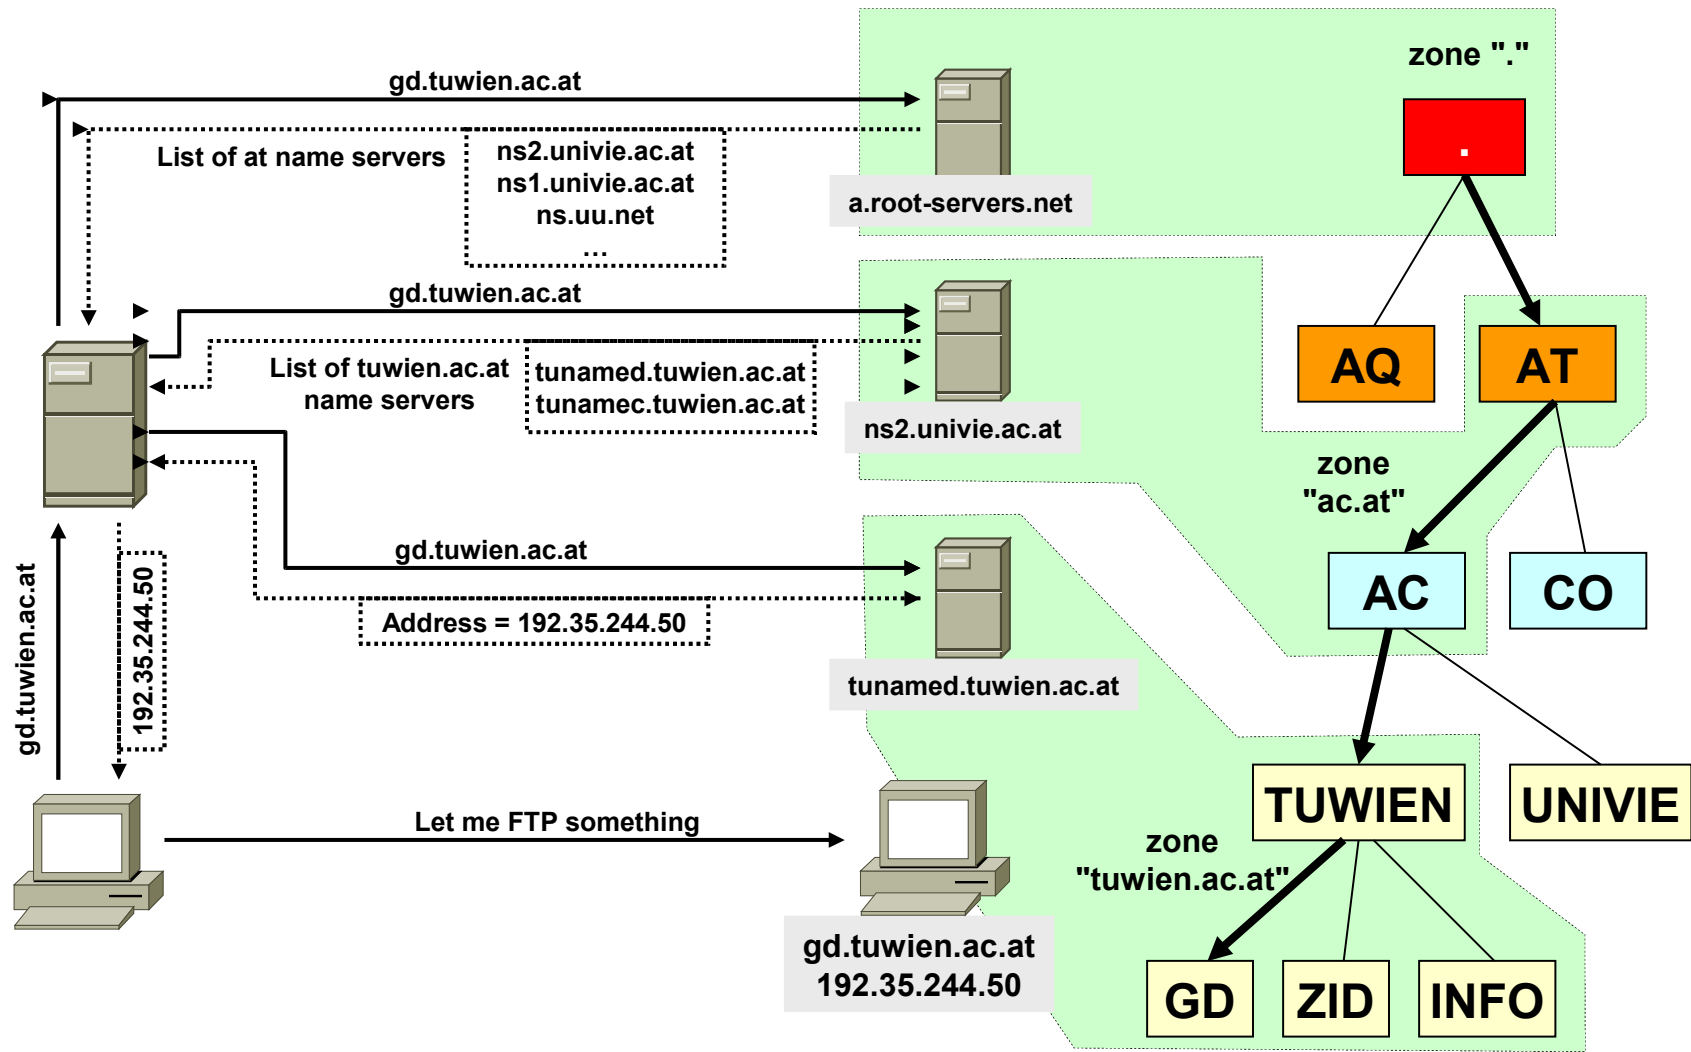 zone "."
gd.tuwien.ac.at
List of at name servers
ns2.univie.ac.at
ns1.univie.ac.at
ns.uu.net
...
a.root-servers.net
.
gd.tuwien.ac.at
List of tuwien.ac.at
name servers
tunamed.tuwien.ac.at
tunamec.tuwien.ac.at
ns2.univie.ac.at
AQ
AT
zone
"ac.at"
gd.tuwien.ac.at
Address = 192.35.244.50
tunamed.tuwien.ac.at
AC
CO
gd.tuwien.ac.at
192.35.244.50
Let me FTP something
gd.tuwien.ac.at
192.35.244.50
TUWIEN
UNIVIE
zone
"tuwien.ac.at"
GD
ZID
INFO